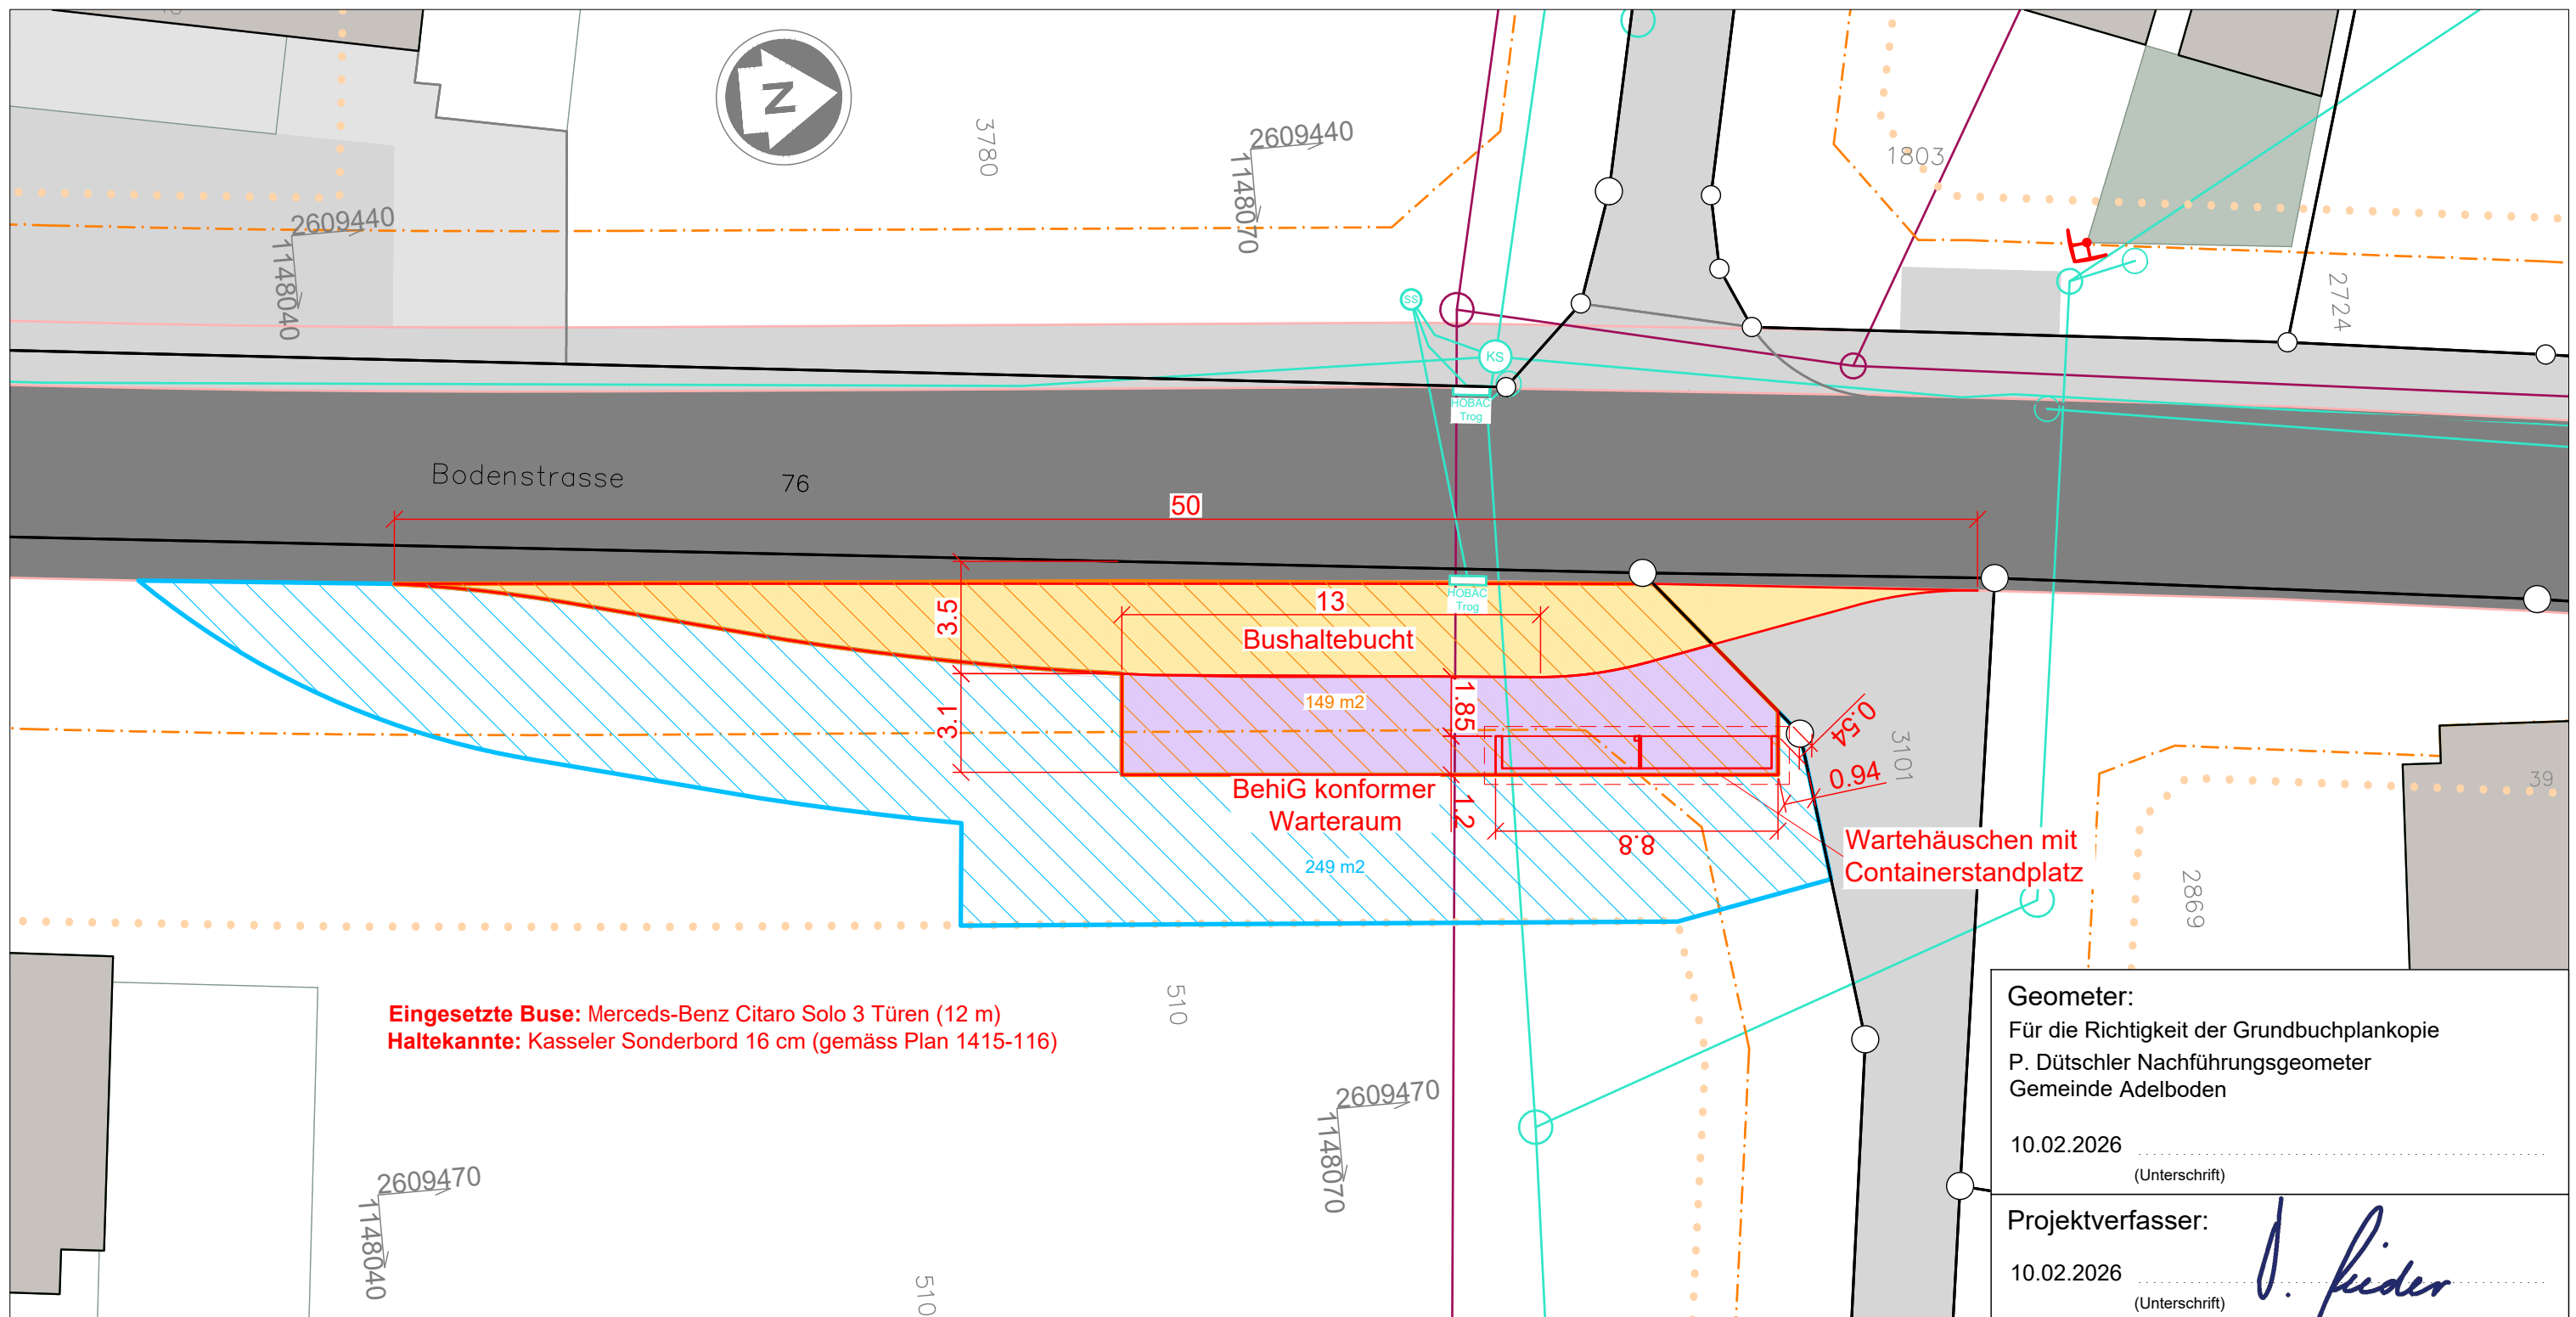 N
3780
2609440
1148070
1803
2609440
1148040
2724
SS
KS
HOBAC
Trog
Bodenstrasse
76
50
HOBAC
Trog
3.5
13
Bushaltebucht
149 m2
1.85
3.1
0.54
3101
0.94
39
BehiG konformer
Warteraum
1.2
8.8
Wartehäuschen mit
Containerstandplatz
249 m2
2869
510
Eingesetzte Buse: Merceds-Benz Citaro Solo 3 Türen (12 m)
Haltekannte: Kasseler Sonderbord 16 cm (gemäss Plan 1415-116)
2609470
1148070
2609470
1148040
510
Geometer:
Für die Richtigkeit der Grundbuchplankopie
P. Dütschler Nachführungsgeometer
Gemeinde Adelboden
10.02.2026
(Unterschrift)
Projektverfasser:
10.02.2026
(Unterschrift)